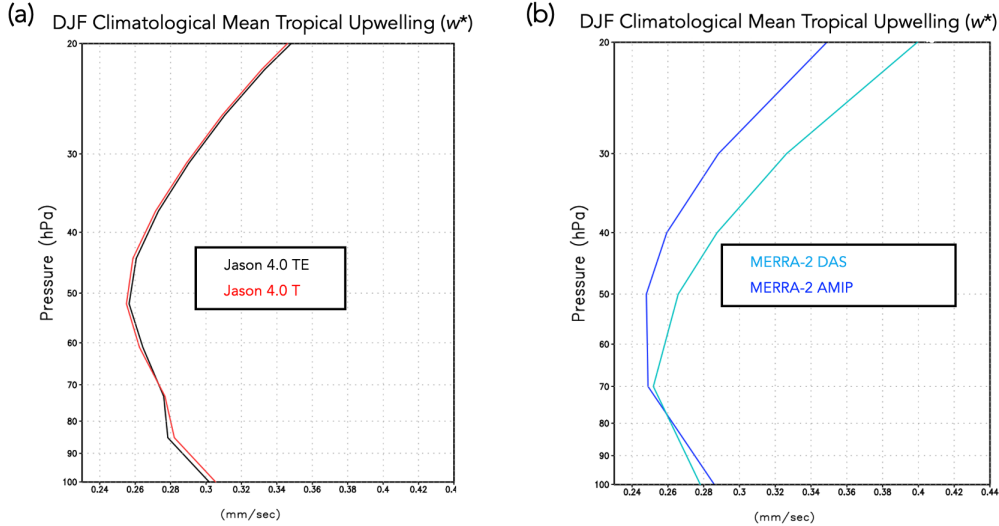 (a)
DJF Climatological Mean Tropical Upwelling (w*)
20
30
40
50
60
70
80
90
100
Pressure (hPa)
Jason 4.0 TE
Jason 4.0 T
0.24 0.26 0.28 0.3 0.32 0.34 0.36 0.38 0.4 0.42 0.4
(mm/sec)
(b)
DJF Climatological Mean Tropical Upwelling (w*)
20
30
40
50
60
70
80
90
100
Pressure (hPa)
MERRA-2 DAS
MERRA-2 AMIP
0.24 0.26 0.28 0.3 0.32 0.34 0.36 0.38 0.4 0.42 0.44
(mm/sec)